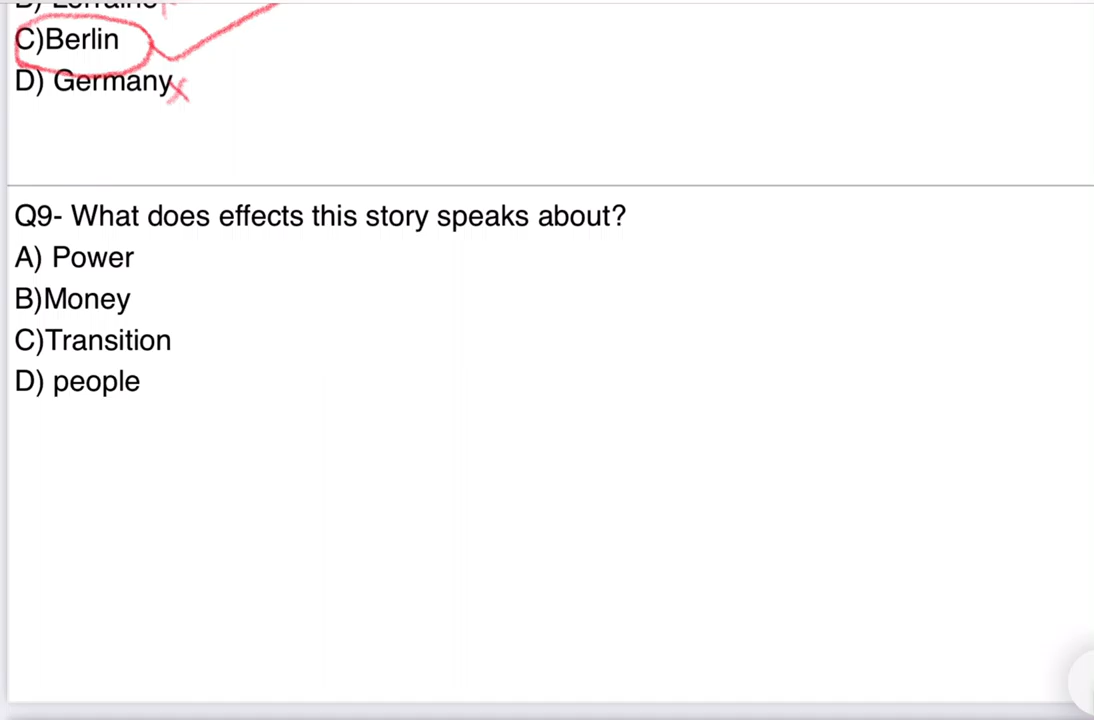 C)Berlin
D) Germany
Q9- What does effects this story speaks about?
A) Power
B)Money
C)Transition
D) people